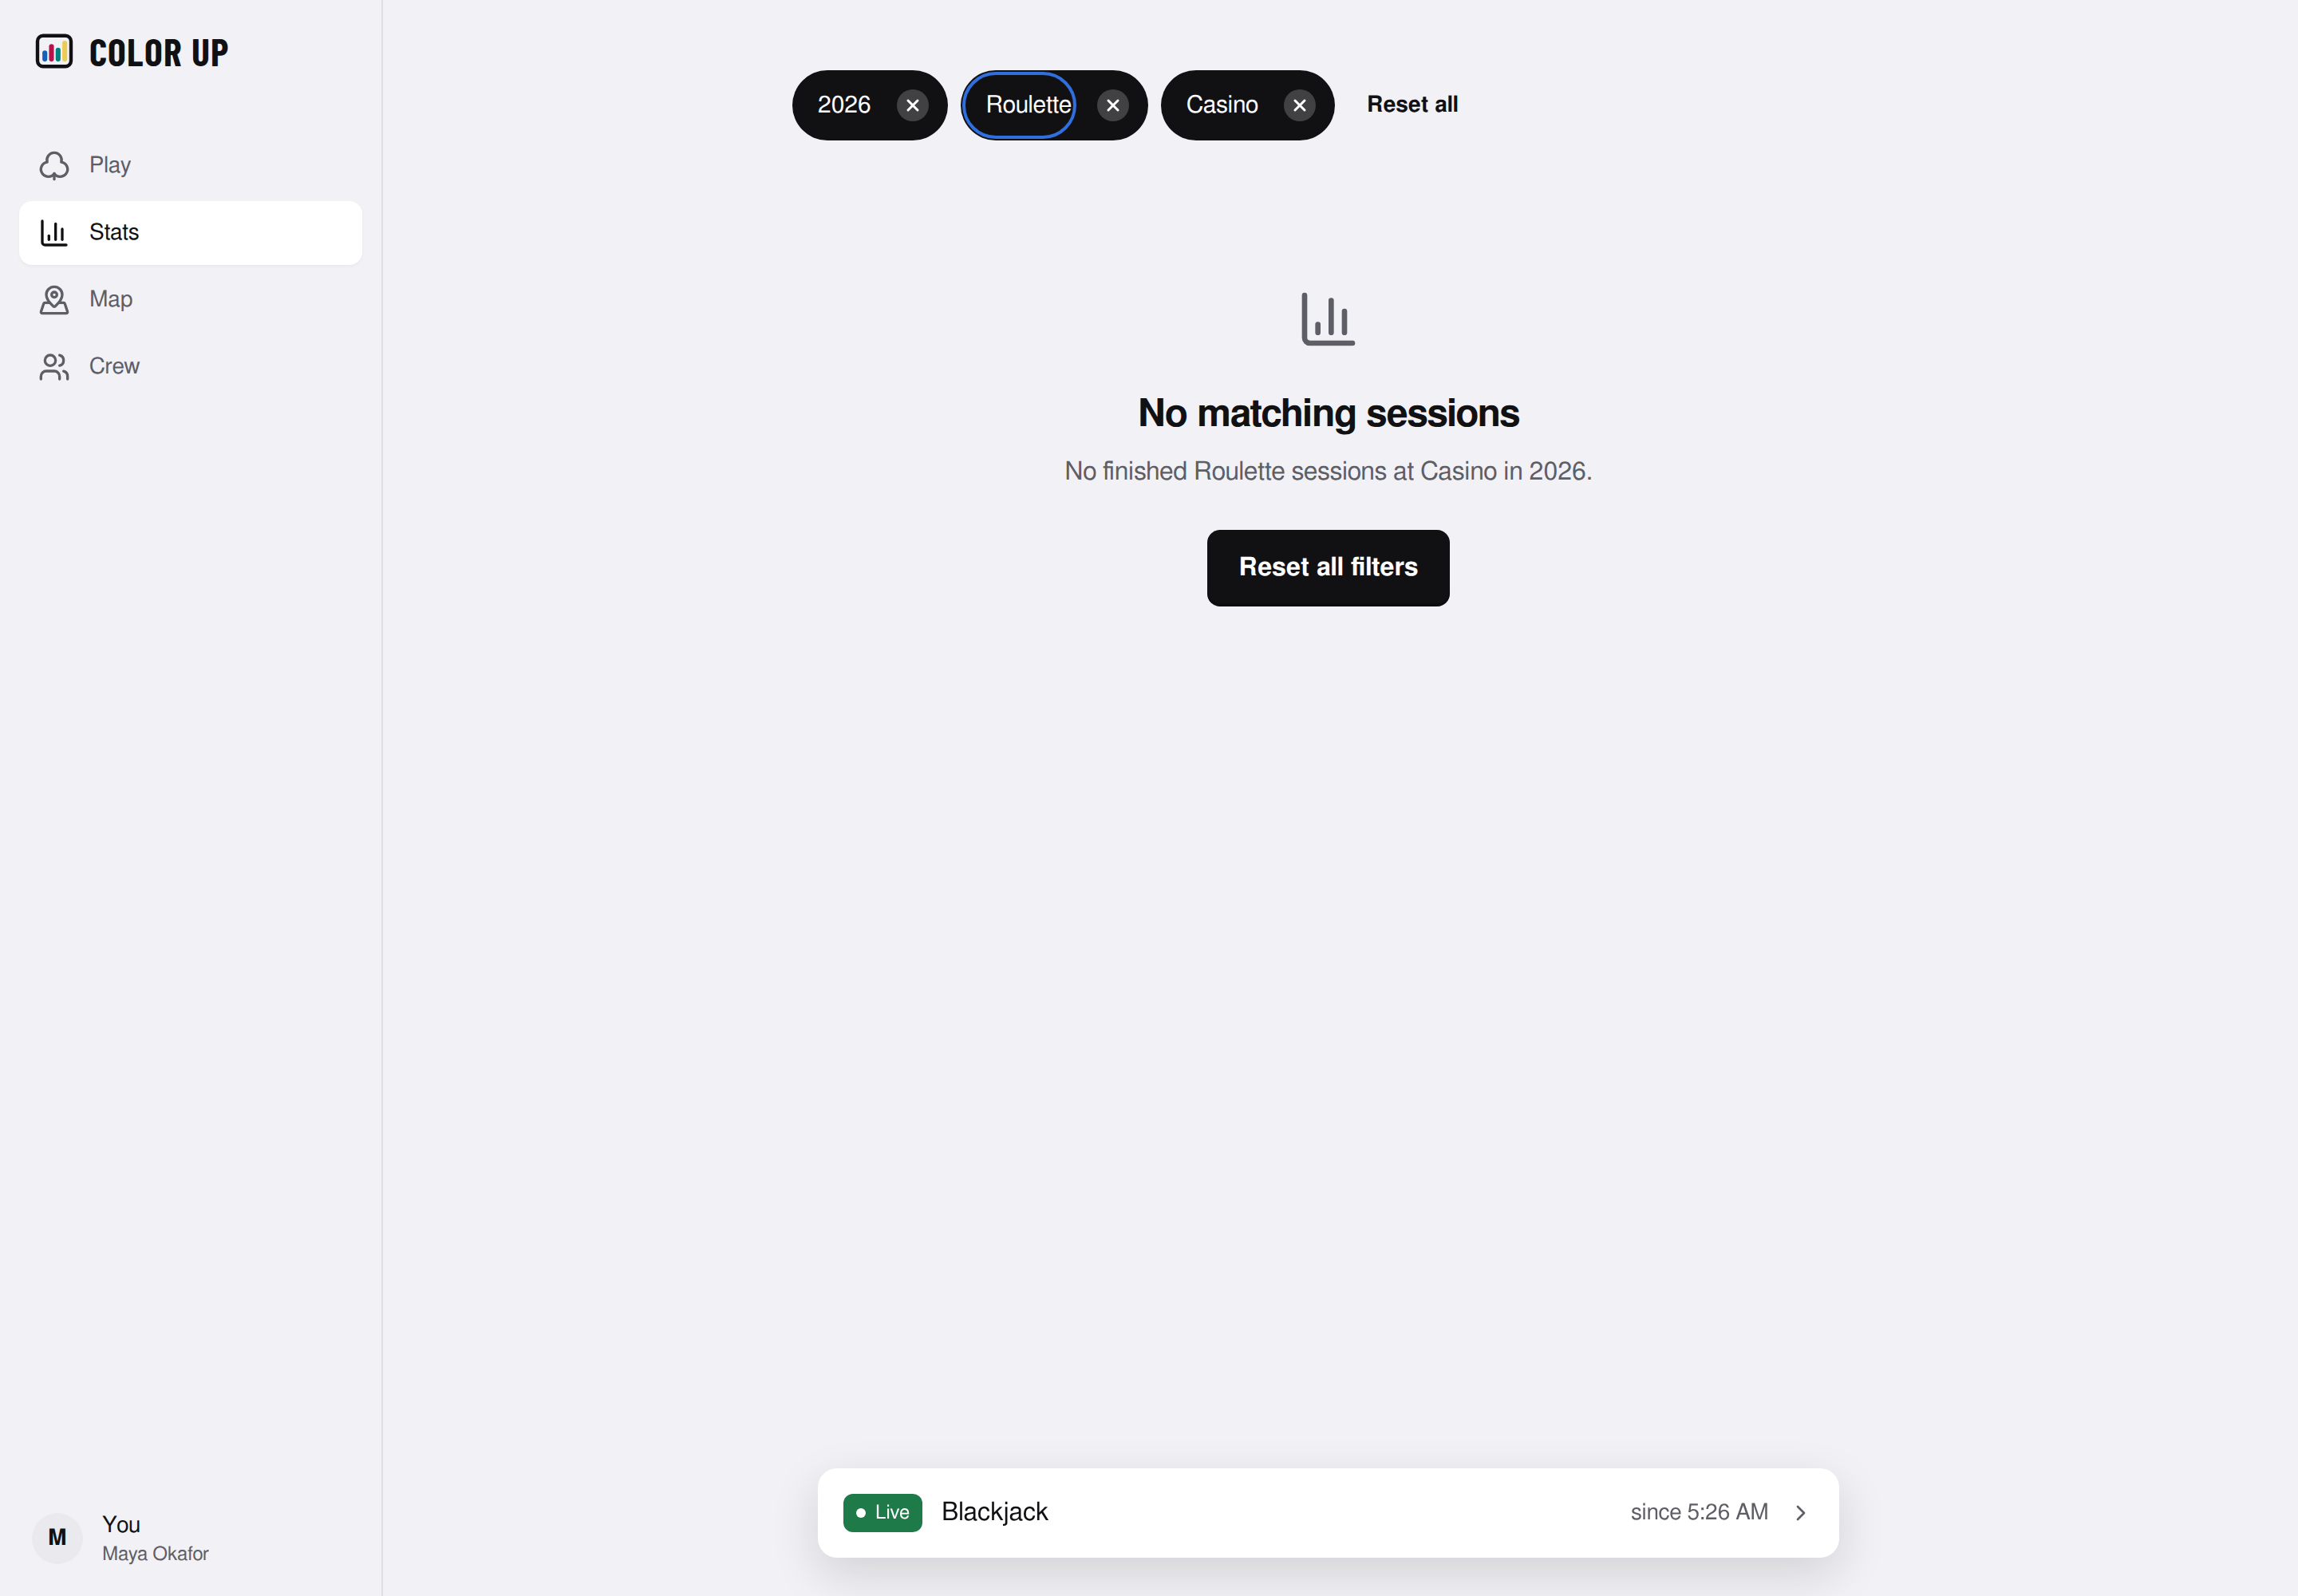 COLOR UP
Play
Stats
Map
Crew
2026
Roulette
Casino
Reset all
No matching sessions
No finished Roulette sessions at Casino in 2026.
Reset all filters
Live
Blackjack
since 5:26 AM
M
You
Maya Okafor